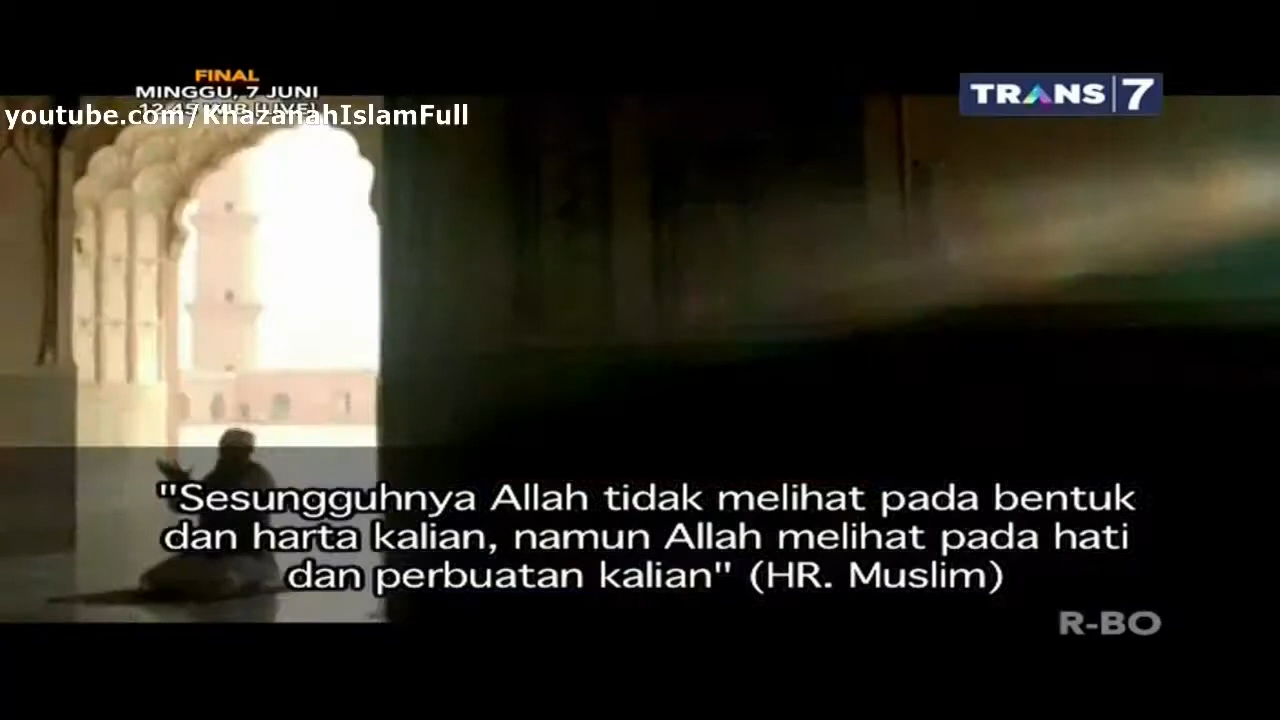 FINAL
MINGGU, 7 JUNI
youtube.com/KhazanahIslamFull
TRANS 7
"Sesungguhnya Allah tidak melihat pada bentuk
dan harta kalian, namun Allah melihat pada hati
dan perbuatan kalian" (HR. Muslim)
R-BO